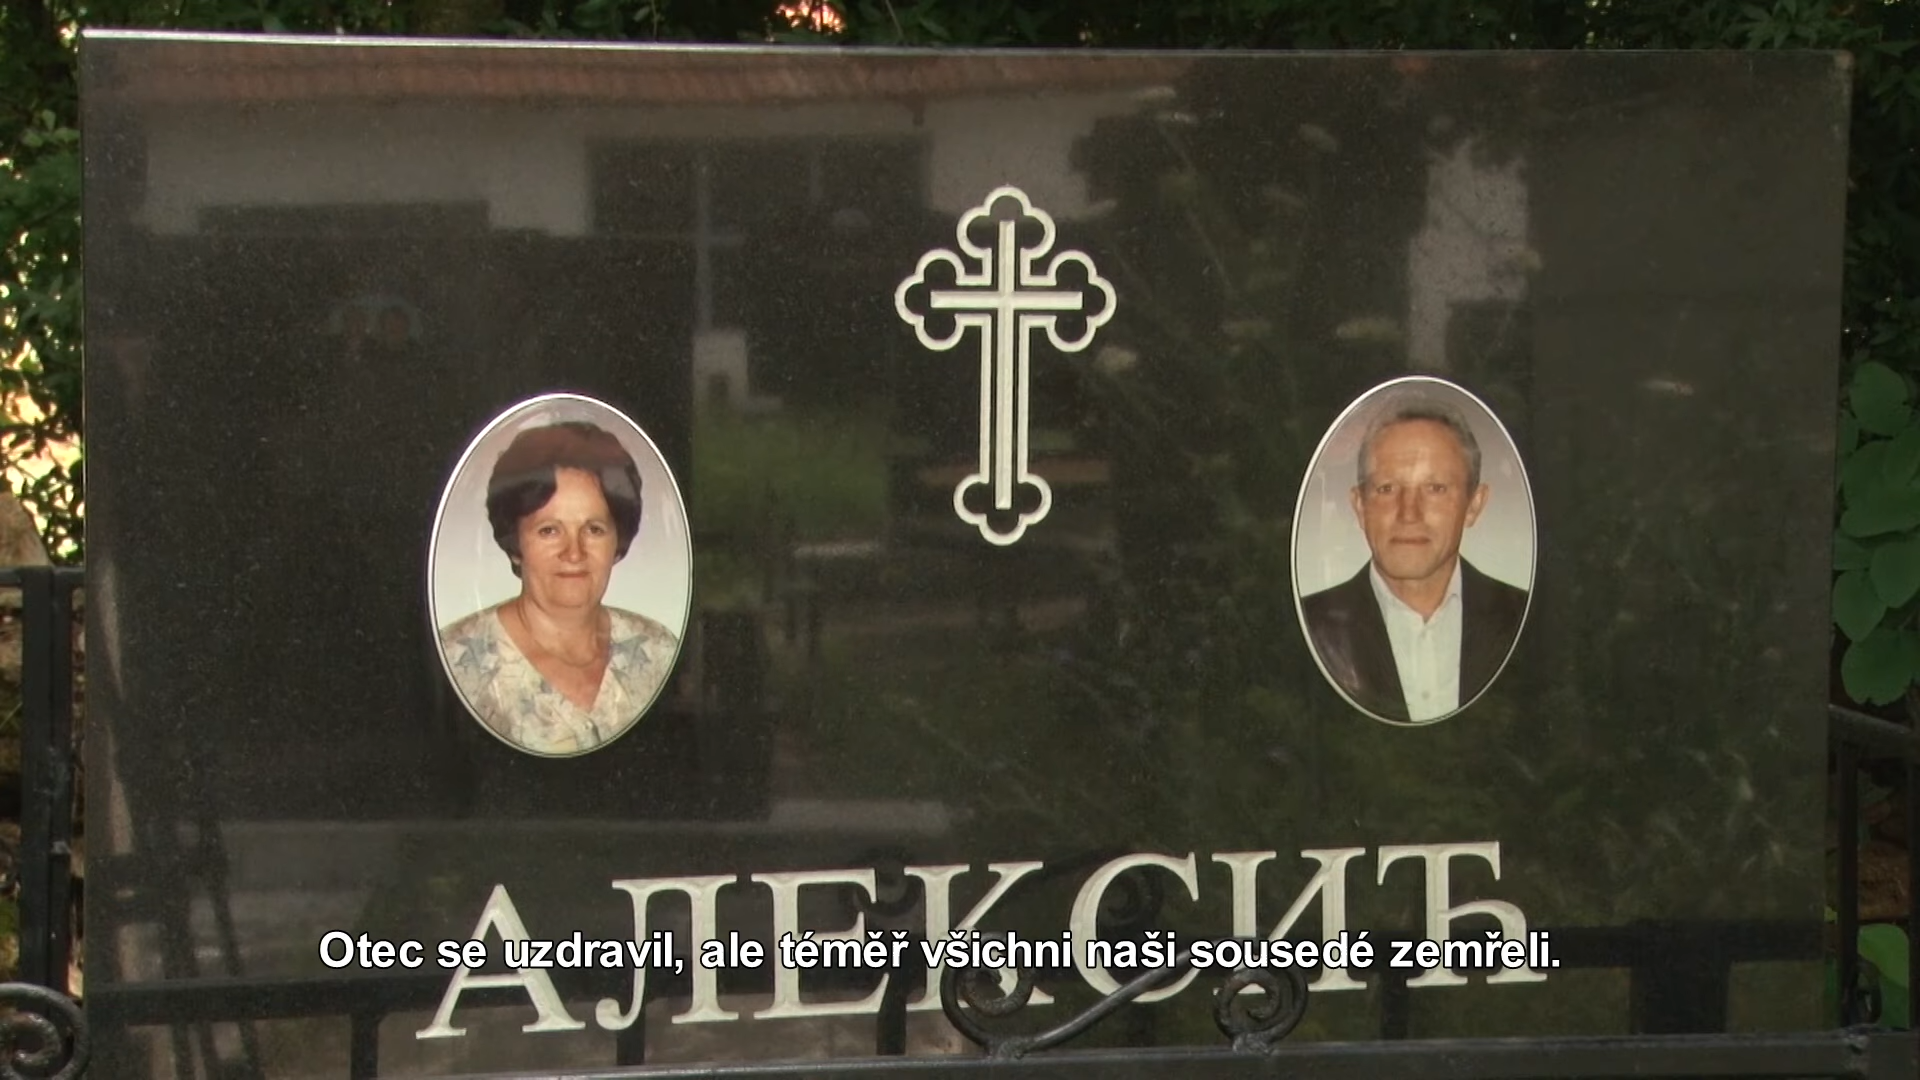 АЛЕКСИЋ
Otec se uzdravil, ale téměř všichni naši sousedé zemřeli.